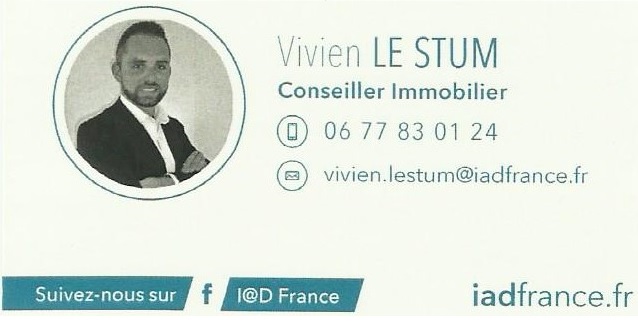 Vivien LE STUM
Conseiller Immobilier
06 77 83 01 24
vivien.lestum@iadfrance.fr
Suivez-nous sur f I@D France
iadfrance.fr